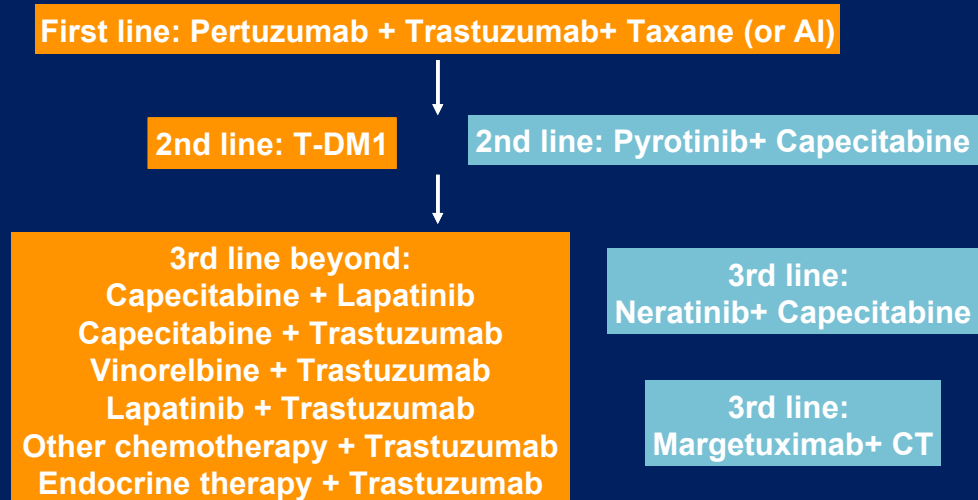 First line: Pertuzumab + Trastuzumab+ Taxane (or AI)
2nd line: T-DM1
2nd line: Pyrotinib+ Capecitabine
3rd line beyond:
Capecitabine + Lapatinib
Capecitabine + Trastuzumab
Vinorelbine + Trastuzumab
Lapatinib + Trastuzumab
Other chemotherapy + Trastuzumab
Endocrine therapy + Trastuzumab
3rd line:
Neratinib+ Capecitabine
3rd line:
Margetuximab+ CT